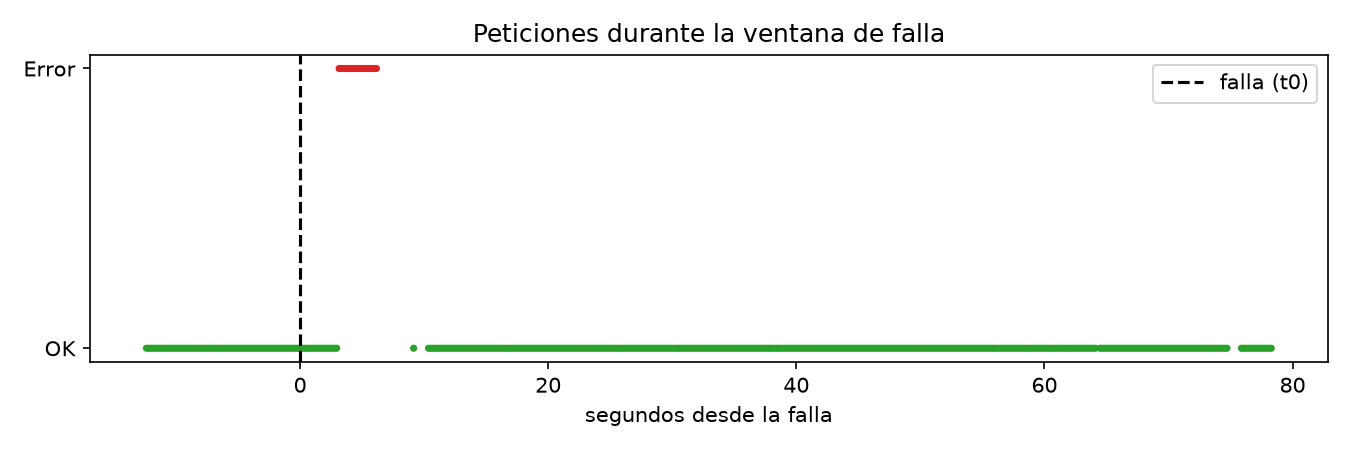 Peticiones durante la ventana de falla
Error
falla (t0)
OK
0 20 40 60 80
segundos desde la falla